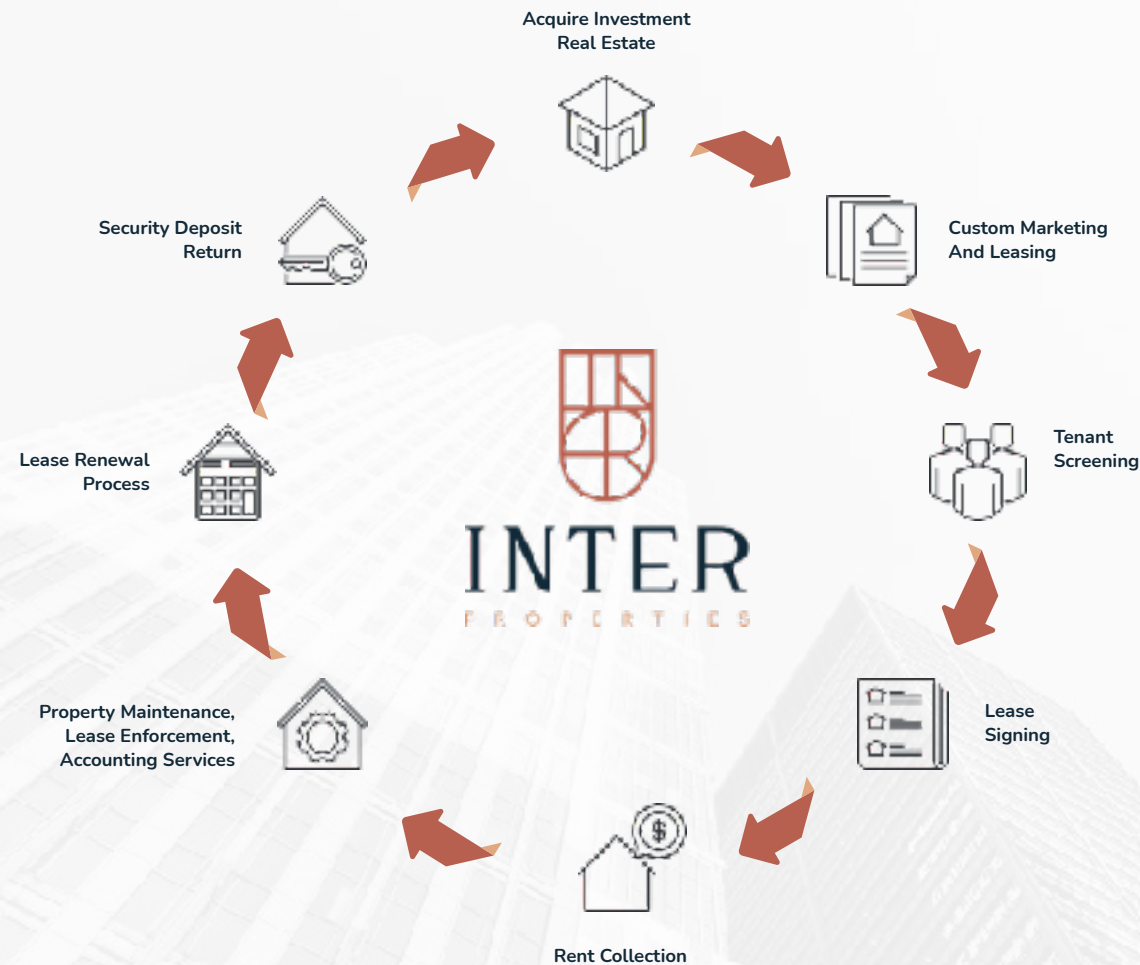 Acquire Investment
Real Estate
Custom Marketing
And Leasing
Tenant
Screening
Lease
Signing
Rent Collection
Property Maintenance,
Lease Enforcement,
Accounting Services
Lease Renewal
Process
Security Deposit
Return
INTER
PROPERTIES
$